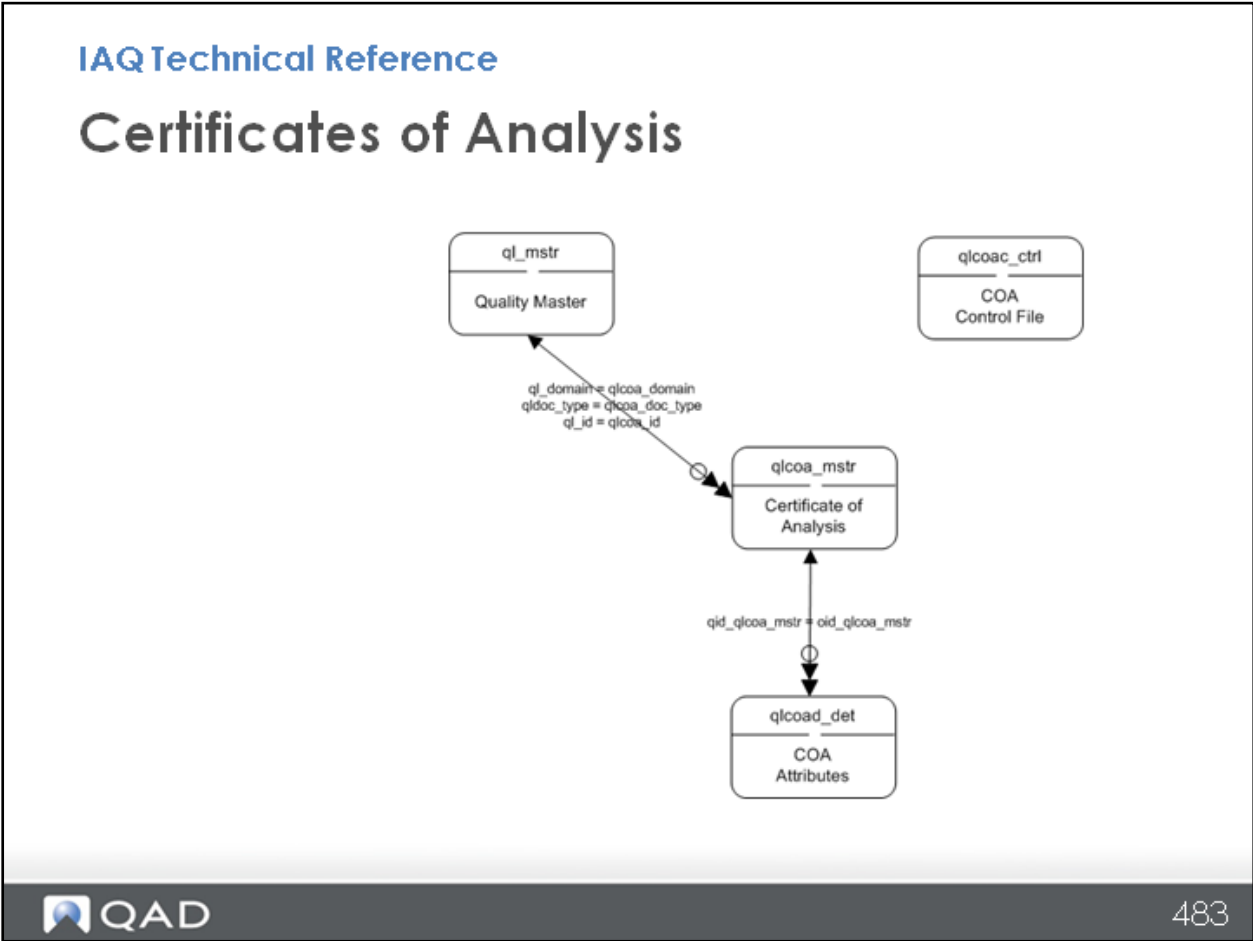 IAQ Technical Reference
Certificates of Analysis
ql_mstr
Quality Master
qlcoac_ctrl
COA
Control File
ql_domain = qlcoa_domain
qldoc_type = qlcoa_doc_type
ql_id = qlcoa_id
qlcoa_mstr
Certificate of
Analysis
qid_qlcoa_mstr = oid_qlcoa_mstr
qlcoad_det
COA
Attributes
QAD
483